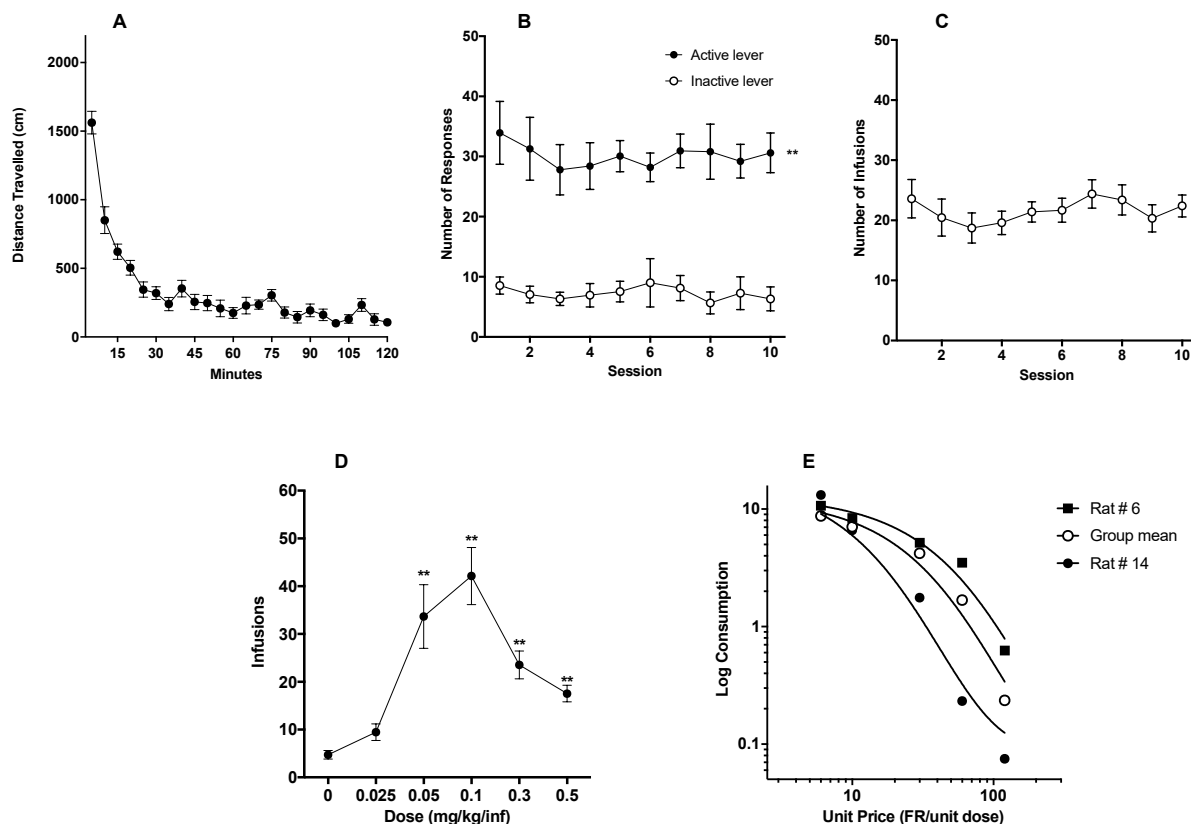 A
Distance Travelled (cm)
2000
1500
1000
500
0
15
30
45
60
75
90
105
120
Minutes
B
Number of Responses
50
40
30
20
10
0
Active lever
Inactive lever
**
2
4
6
8
10
Session
C
Number of Infusions
50
40
30
20
10
0
2
4
6
8
10
Session
D
Infusions
60
50
40
30
20
10
0
**
**
**
**
0
0.025
0.05
0.1
0.3
0.5
Dose (mg/kg/inf)
E
Log Consumption
10
1
0.1
Rat # 6
Group mean
Rat # 14
10
100
Unit Price (FR/unit dose)